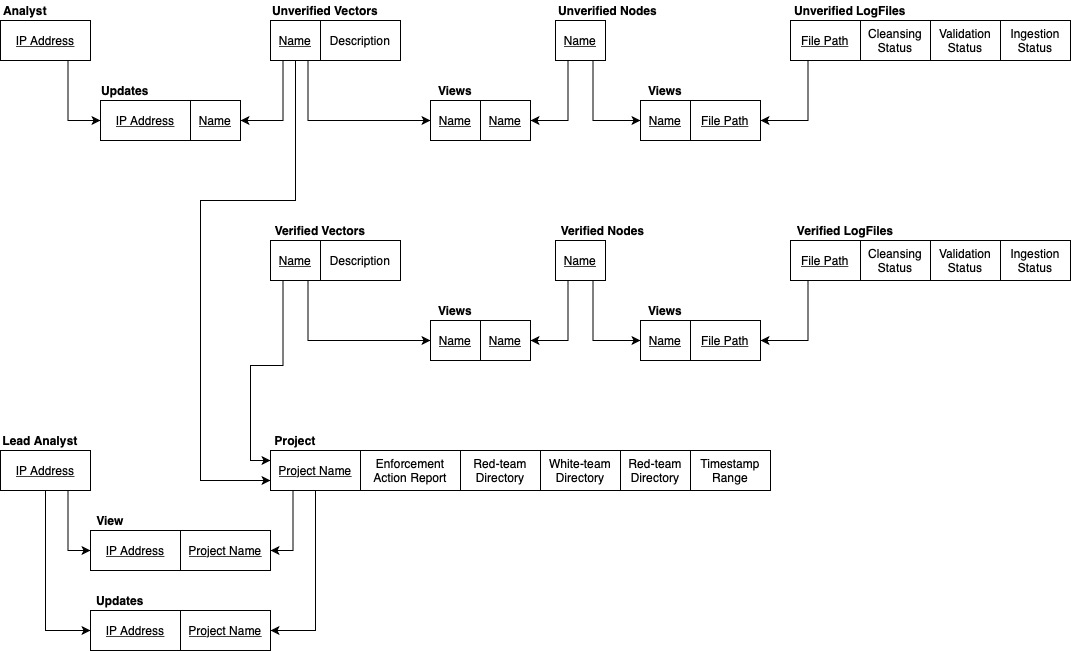 Analyst
IP Address
Unverified Vectors
Name
Description
Unverified Nodes
Name
Unverified LogFiles
File Path
Cleansing
Status
Validation
Status
Ingestion
Status
Updates
IP Address
Name
Views
Name
Name
Views
Name
File Path
Verified Vectors
Name
Description
Verified Nodes
Name
Verified LogFiles
File Path
Cleansing
Status
Validation
Status
Ingestion
Status
Views
Name
Name
Views
Name
File Path
Lead Analyst
IP Address
Project
Project Name
Enforcement
Action Report
Red-team
Directory
White-team
Directory
Red-team
Directory
Timestamp
Range
View
IP Address
Project Name
Updates
IP Address
Project Name